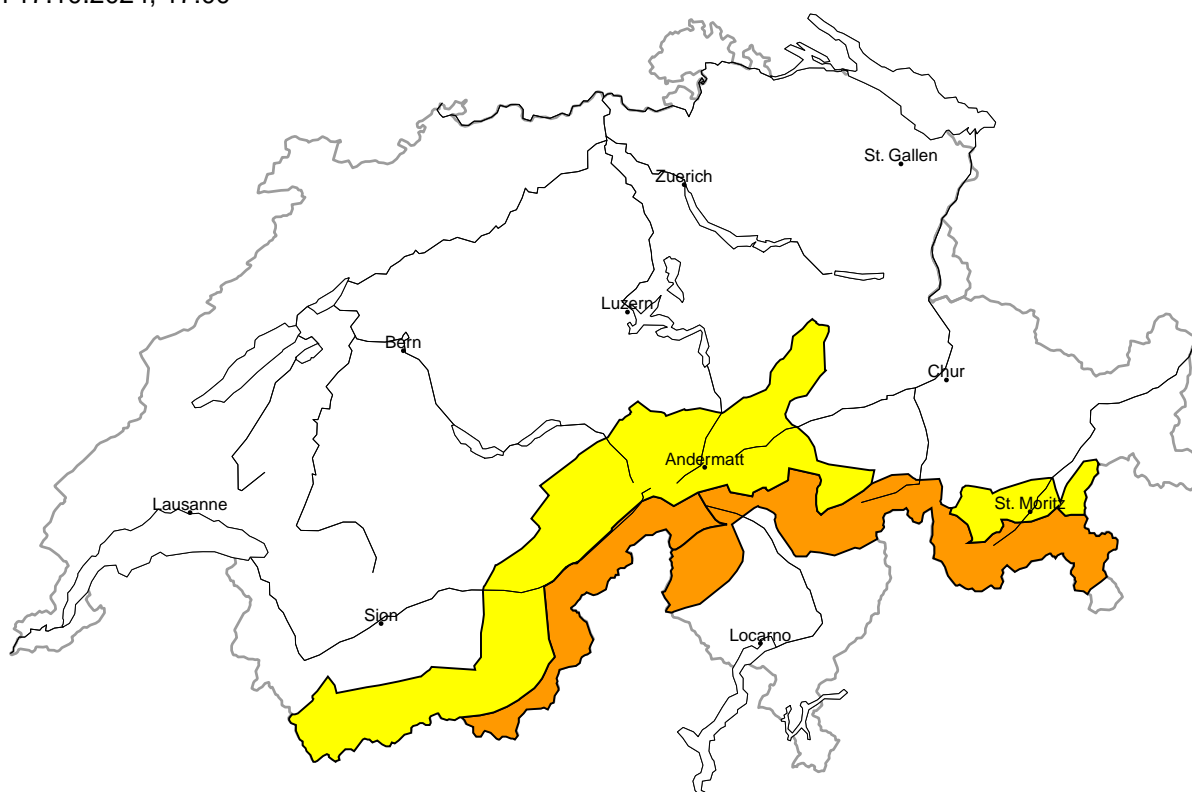 St. Gallen
Zuerich
Luzern
Bern
Chur
Andermatt
Lausanne
St. Moritz
Sion
Locarno